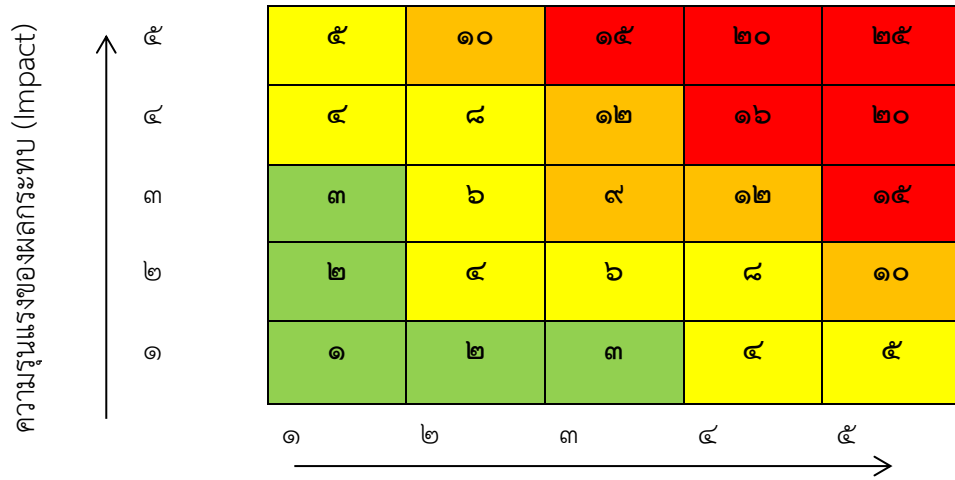 ความรุนแรงของผลกระทบ (Impact)
๕ ๕ ๑๐ ๑๕ ๒๐ ๒๕
๔ ๔ ๘ ๑๒ ๑๖ ๒๐
๓ ๓ ๖ ๙ ๑๒ ๑๕
๒ ๒ ๔ ๖ ๘ ๑๐
๑ ๑ ๒ ๓ ๔ ๕
๑ ๒ ๓ ๔ ๕